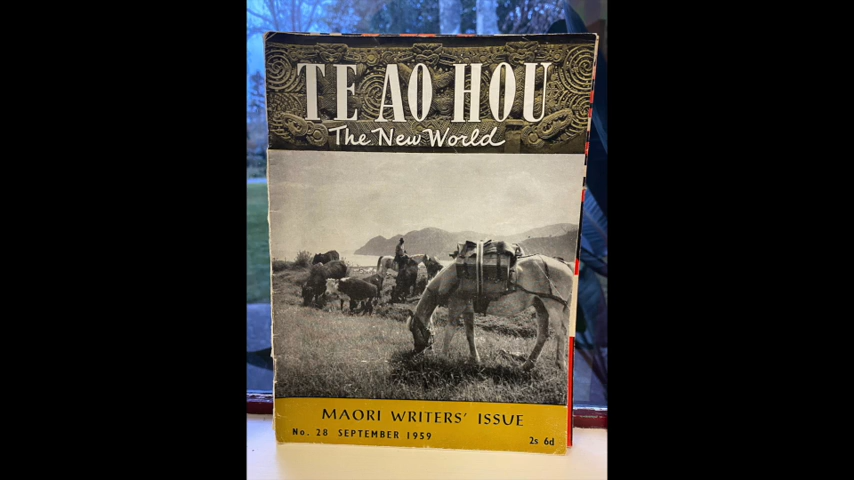 TE AO HOU
The New World
MAORI WRITERS' ISSUE
No. 28 SEPTEMBER 1959
2s 6d